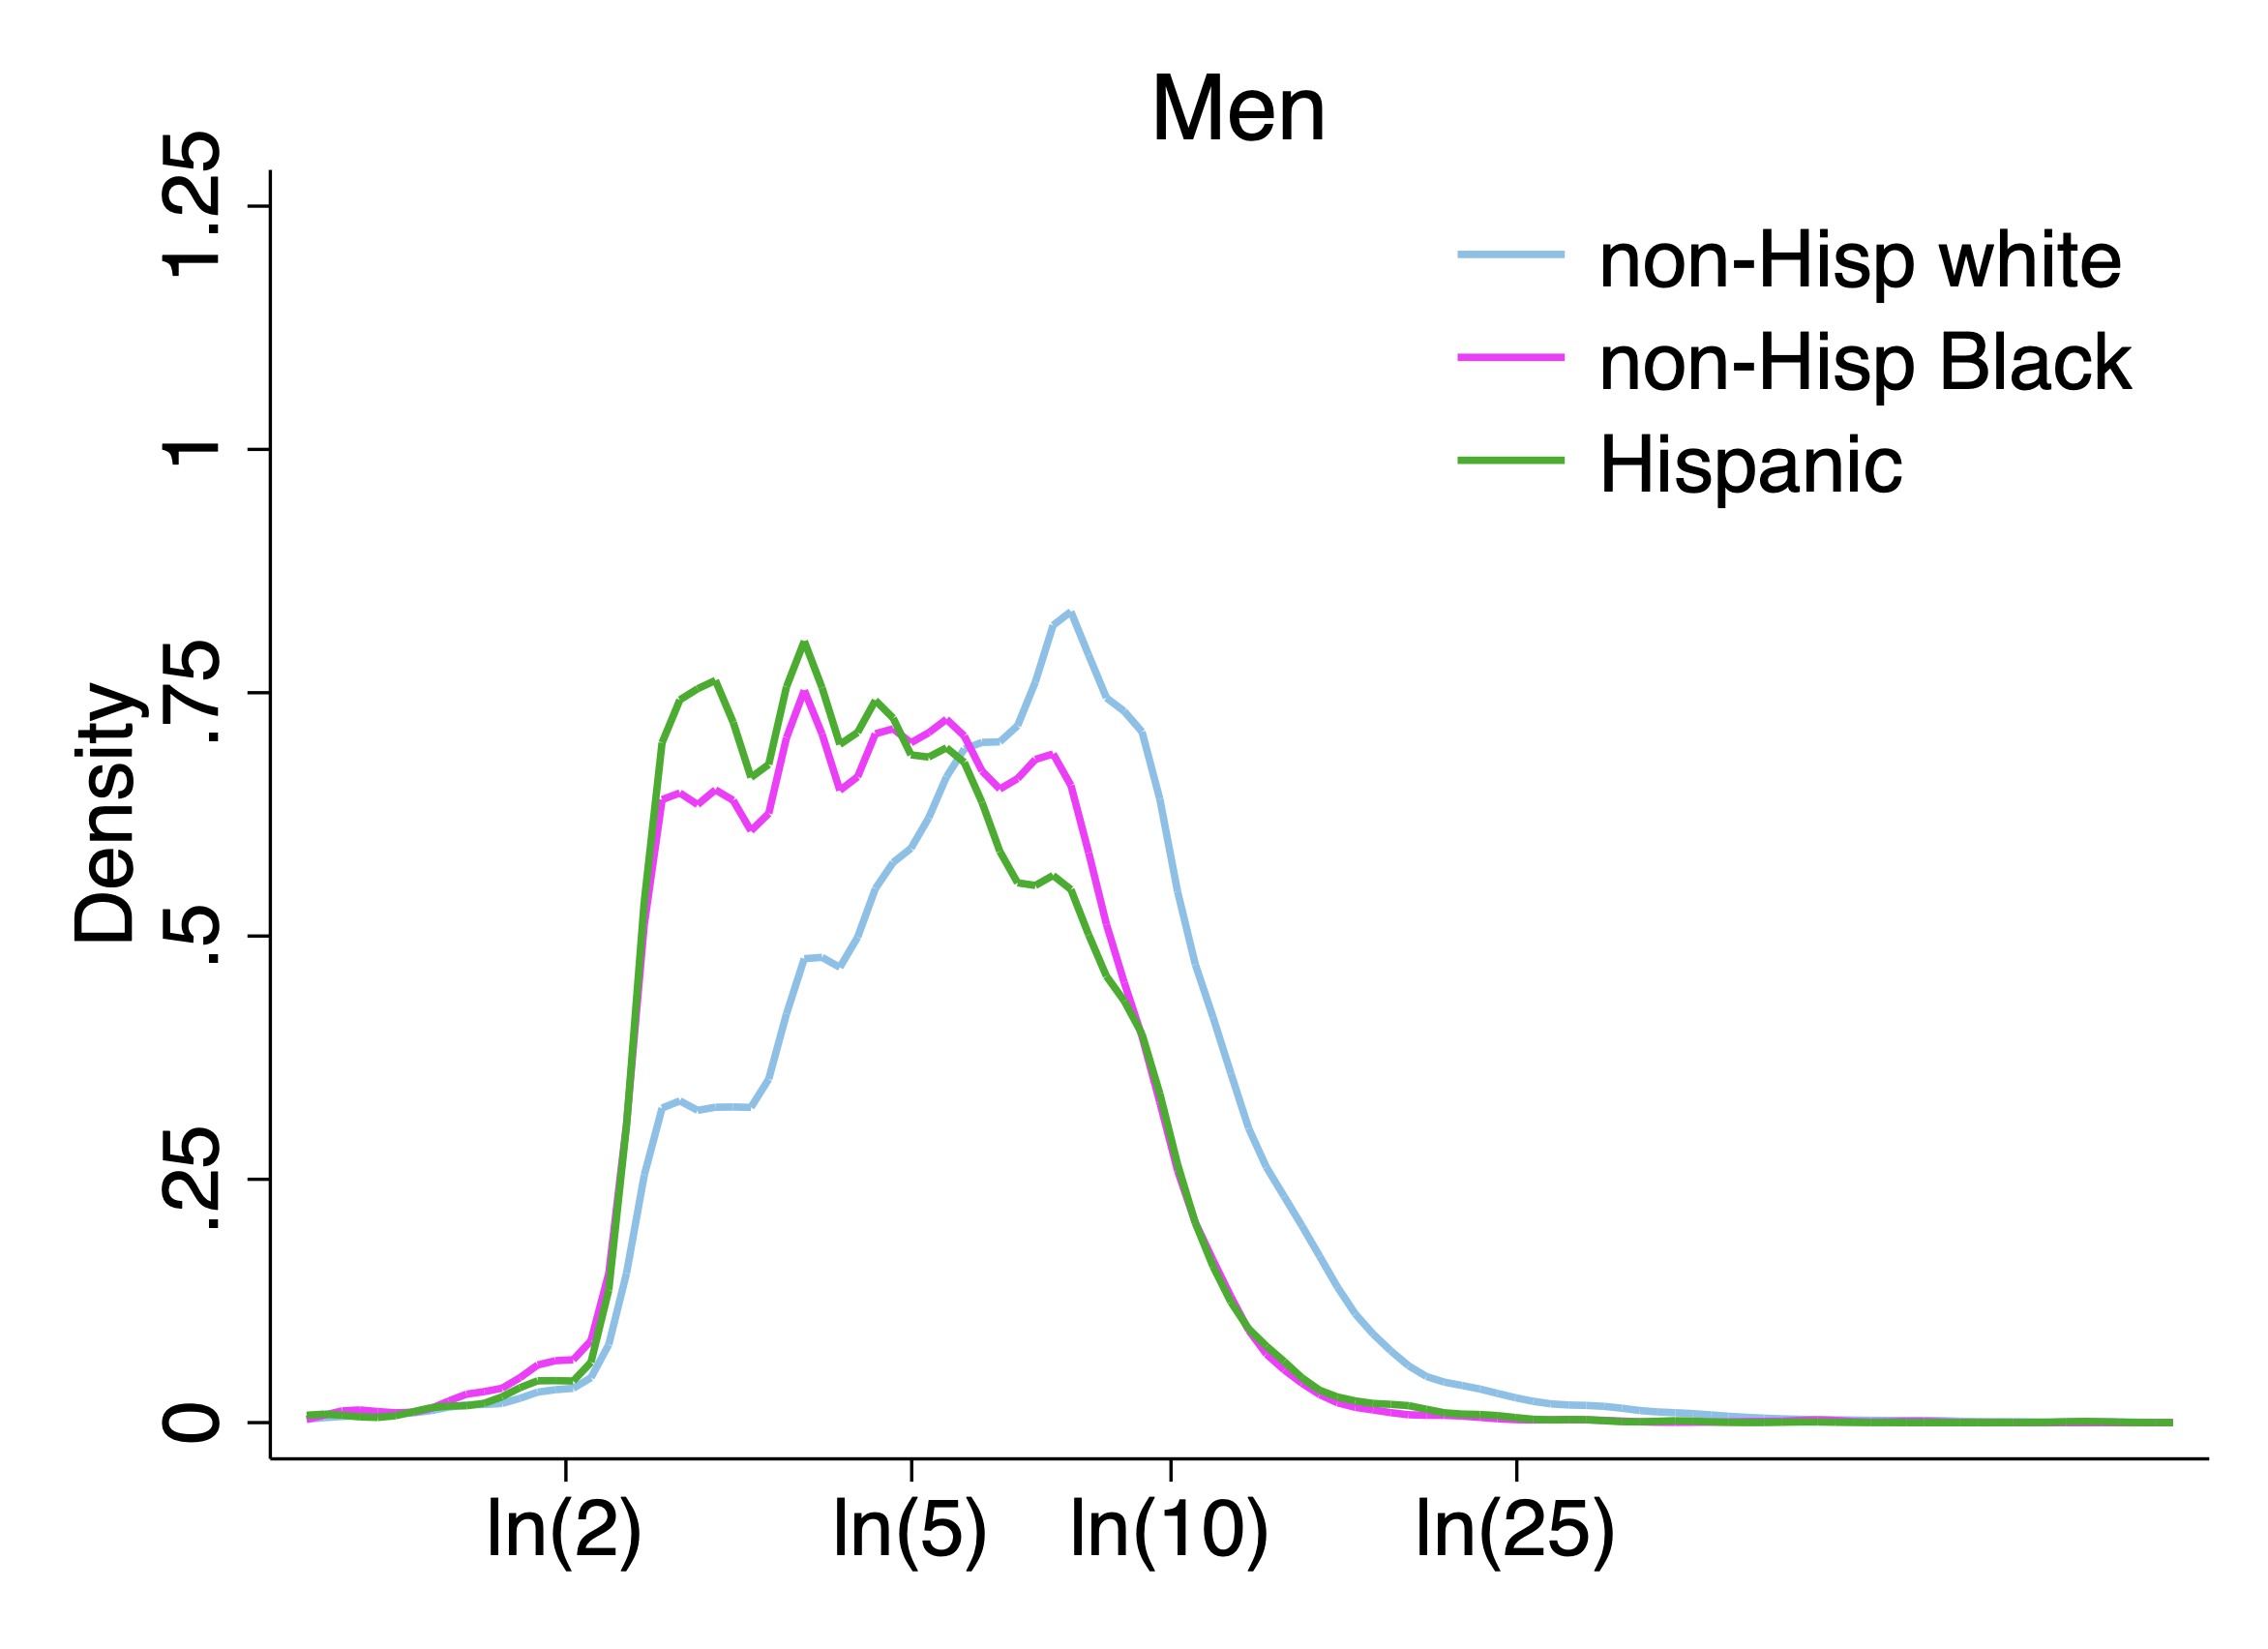 Men
non-Hisp white
non-Hisp Black
Hispanic
Density
1.25
1
.75
.5
.25
0
ln(2) ln(5) ln(10) ln(25)